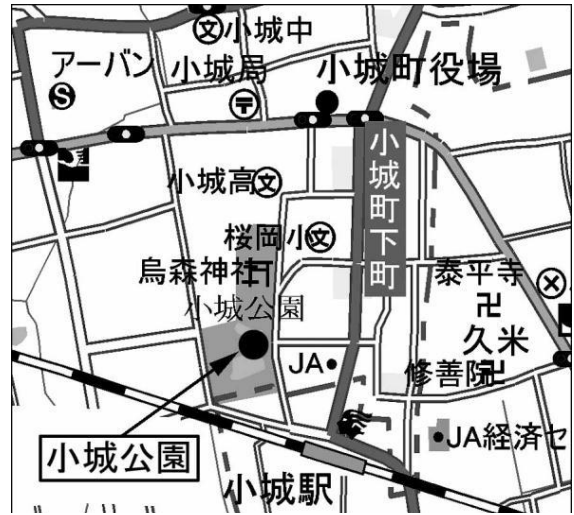 小城中
アーバン
小城局
小城町役場
S
小城高
文
桜岡小
文
小城町下町
烏森神社
小城公園
泰平寺
久米
修善院
JA
JA経済セ
小城公園
小城駅